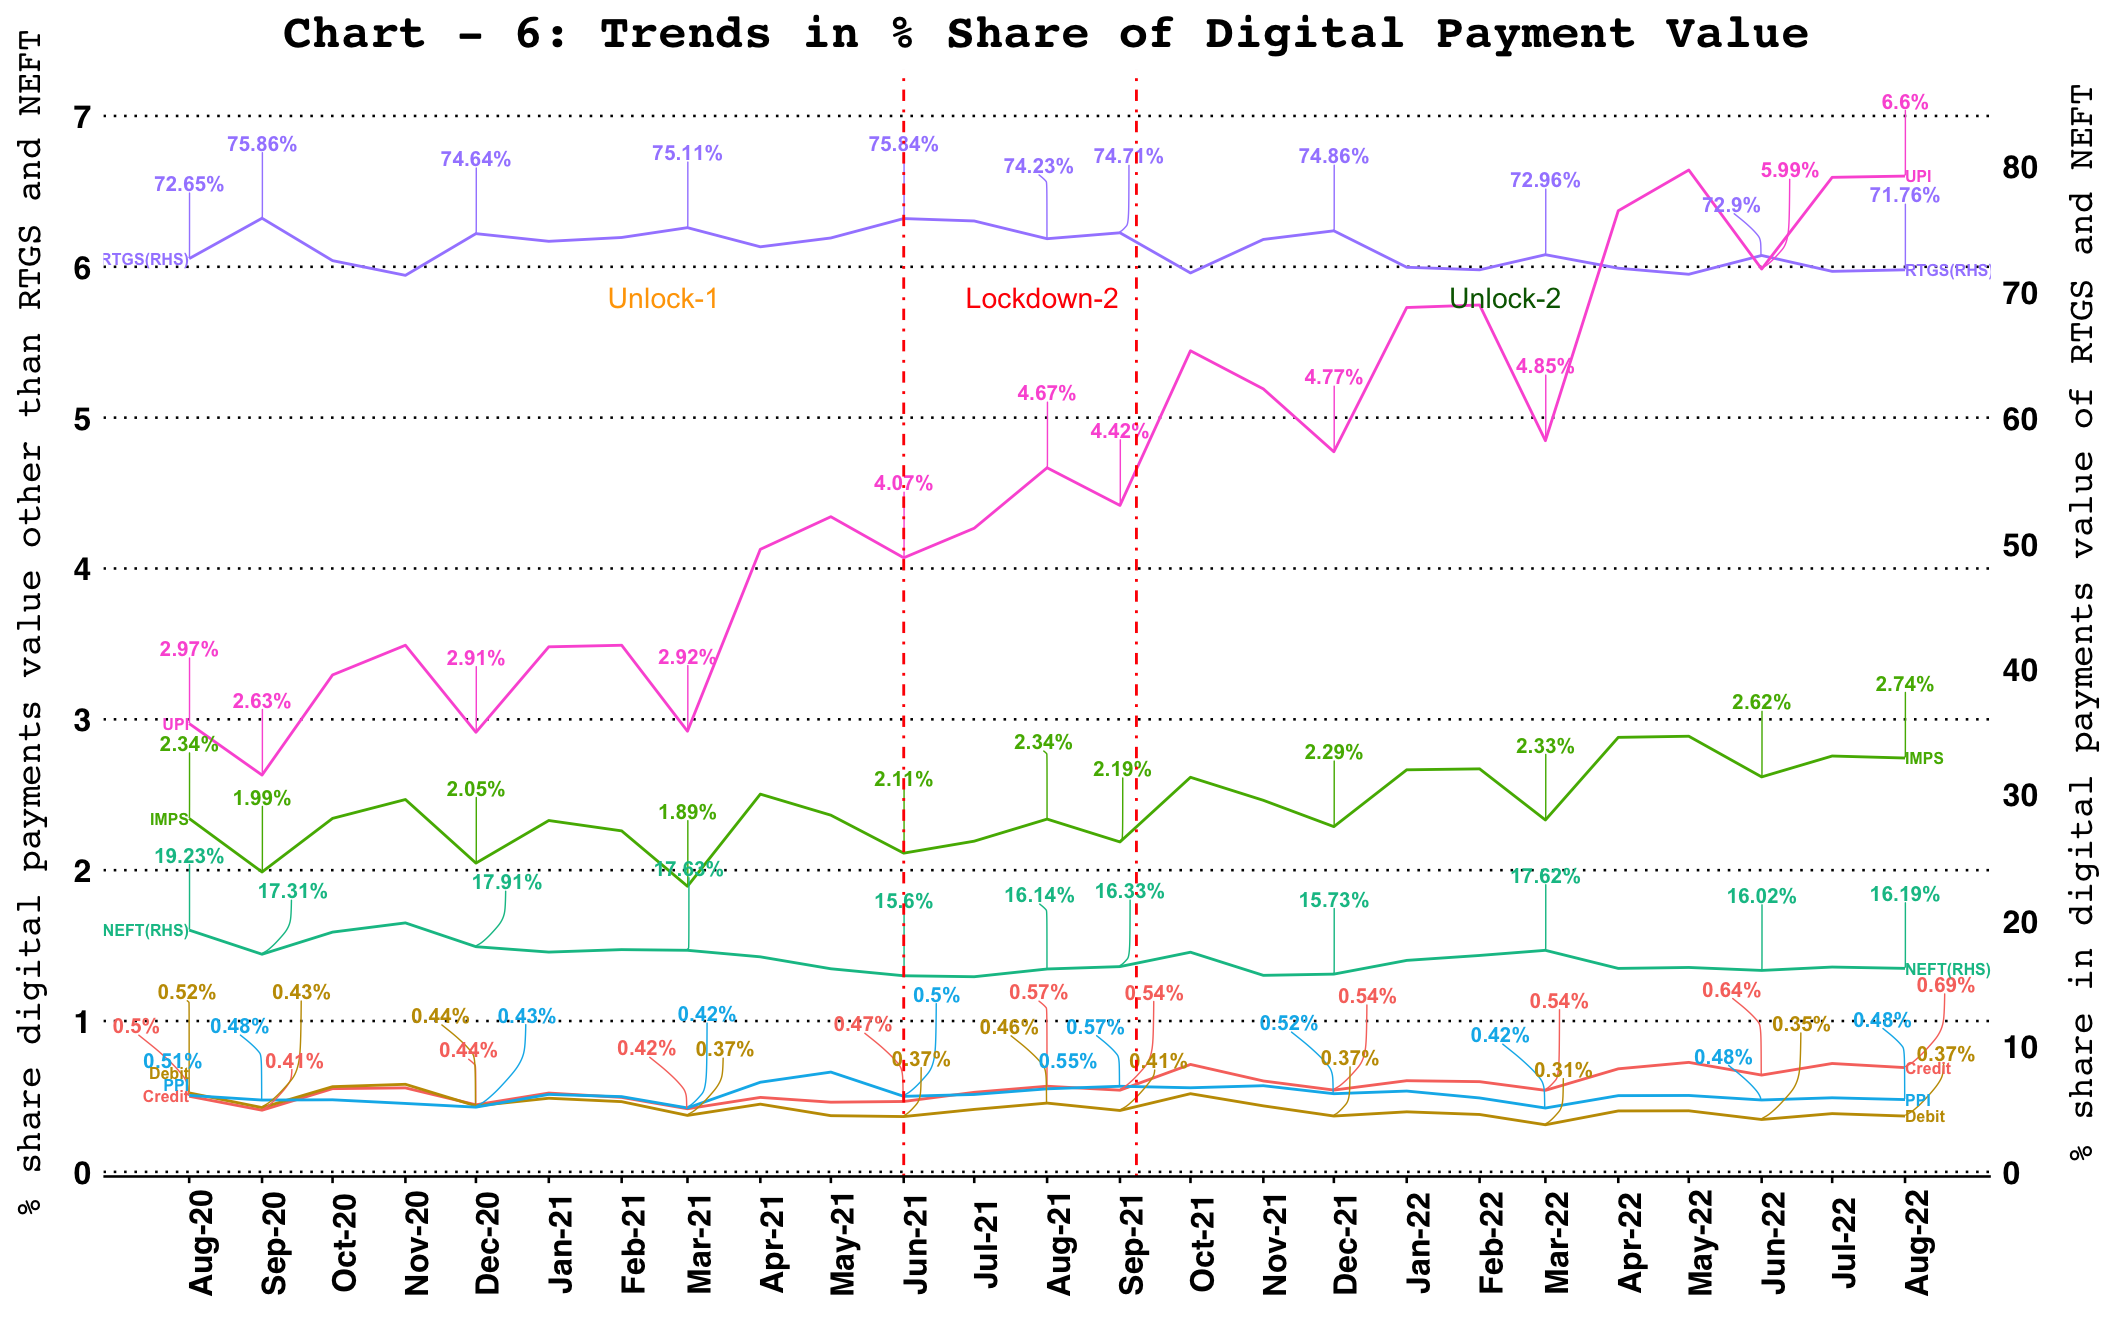 Chart – 6: Trends in % Share of Digital Payment Value
% share digital payments value other than RTGS and NEFT
% share in digital payments value of RTGS and NEFT
7
6
5
4
3
2
1
0
80
70
60
50
40
30
20
10
0
72.65%
75.86%
74.64%
75.11%
75.84%
74.23%
74.71%
74.86%
72.96%
72.9%
71.76%
RTGS(RHS)
RTGS(RHS)
Unlock-1
Lockdown-2
Unlock-2
2.97%
2.63%
2.91%
2.92%
4.07%
4.67%
4.42%
4.77%
4.85%
5.99%
6.6%
UPI
UPI
2.34%
1.99%
2.05%
1.89%
2.11%
2.34%
2.19%
2.29%
2.33%
2.62%
2.74%
IMPS
IMPS
19.23%
17.31%
17.91%
17.63%
15.6%
16.14%
16.33%
15.73%
17.62%
16.02%
16.19%
NEFT(RHS)
NEFT(RHS)
0.52%
0.43%
0.44%
0.37%
0.37%
0.46%
0.41%
0.37%
0.31%
0.35%
0.37%
Debit
Debit
0.51%
0.48%
0.43%
0.42%
0.5%
0.55%
0.57%
0.52%
0.42%
0.48%
0.48%
PPI
PPI
0.5%
0.41%
0.44%
0.42%
0.47%
0.57%
0.54%
0.54%
0.54%
0.64%
0.69%
Credit
Credit
Aug-20
Sep-20
Oct-20
Nov-20
Dec-20
Jan-21
Feb-21
Mar-21
Apr-21
May-21
Jun-21
Jul-21
Aug-21
Sep-21
Oct-21
Nov-21
Dec-21
Jan-22
Feb-22
Mar-22
Apr-22
May-22
Jun-22
Jul-22
Aug-22